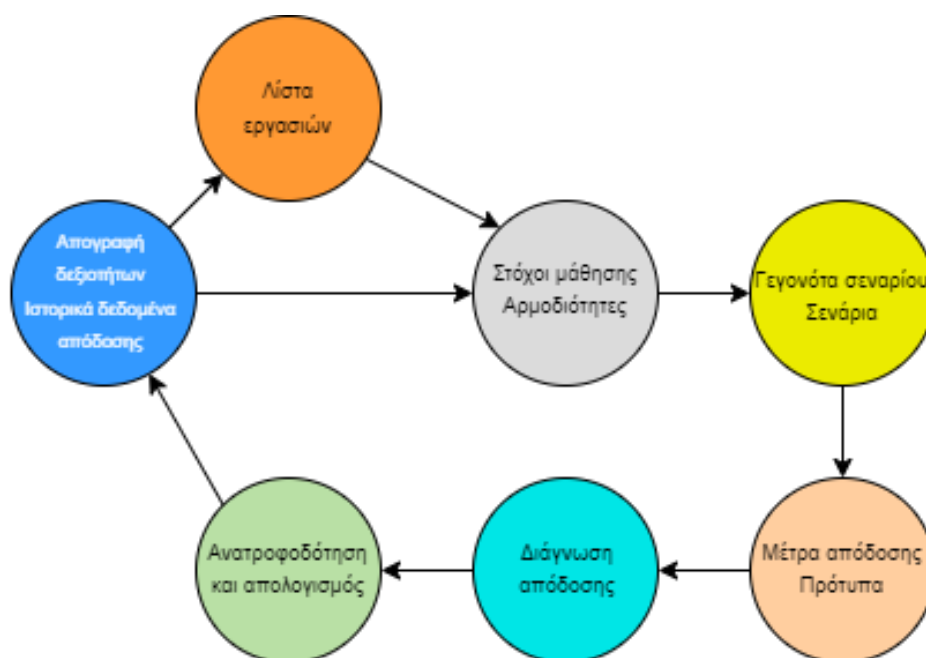 Λίστα
εργασιών
Απογραφή
δεξιοτήτων
Ιστορικά δεδομένα
απόδοσης
Στόχοι μάθησης
Αρμοδιότητες
Γεγονότα σεναρίου
Σενάρια
Μέτρα απόδοσης
Πρότυπα
Διάγνωση
απόδοσης
Ανατροφοδότηση
και απολογισμός